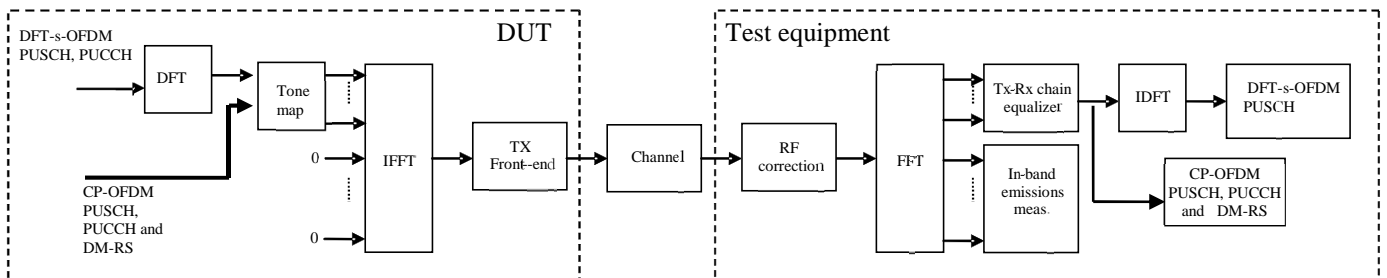 DUT
Test equipment
DFT-s-OFDM
PUSCH, PUCCH
DFT
Tone
map
CP-OFDM
PUSCH,
PUCCH and
DM-RS
0
0
IFFT
TX
Front-end
Channel
RF
correction
FFT
Tx-Rx chain
equalizer
In-band
emissions
meas.
IDFT
DFT-s-OFDM
PUSCH
CP-OFDM
PUSCH, PUCCH
and DM-RS